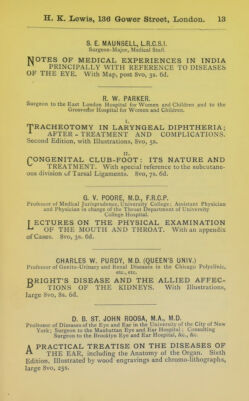 H. K. Lewis, 136 Gower Street, London. 13
S. E. MAUNSELL, L.R.C.S.I.
Surgeon-Major, Medical Staff.
NOTES OF MEDICAL EXPERIENCES IN INDIA
PRINCIPALLY WITH REFERENCE TO DISEASES
OF THE EYE. With Map, post 8vo, 3s. 6d.
R. W. PARKER.
Surgeon to the East London Hospital for Women and Children and to the
Grosvenor Hospital for Women and Children.
I.
TRACHEOTOMY IN LARYNGEAL DIPHTHERIA;
AFTER-TREATMENT AND COMPLICATIONS.
Second Edition, with Illustrations, 8vo, 5s.
II.
CONGENITAL CLUB-FOOT: ITS NATURE AND
TREATMENT. With special reference to the subcutane-
ous division of Tarsal Ligaments. 8vo, 7s. 6d.
G. V. POORE, M.D., F.R.C.P.
Professor of Medical Jurisprudence, University College; Assistant Physician
and Physician in charge of the Throat Department of University
College Hospital.
LECTURES ON THE PHYSICAL EXAMINATION
OF THE MOUTH AND THROAT. With an appendix
of Cases. 8vo, 3s. 6d.
CHARLES W. PURDY, M.D. (QUEEN'S UNIV.)
Professor of Genito-Urinary and Renal Diseases in the Chicago Polyclinic,
etc., etc.
BRIGHT'S DISEASE AND THE ALLIED AFFEC-
TIONS OF THE KIDNEYS. With Illustrations,
large 8vo, 8s. 6d.
D. B. ST. JOHN ROOSA, M.A., M.D.
Professor of Diseases of the Eye and Ear in the University of the City of New
York; Surgeon to the Manhattan Eye and Ear Hospital; Consulting
Surgeon to the Brooklyn Eye and Ear Hospital, &c., &c.
A PRACTICAL TREATISE ON THE DISEASES OF
THE EAR, including the Anatomy of the Organ. Sixth
Edition, Illustrated by wood engravings and chromo-lithographs,
large 8vo, 25s.